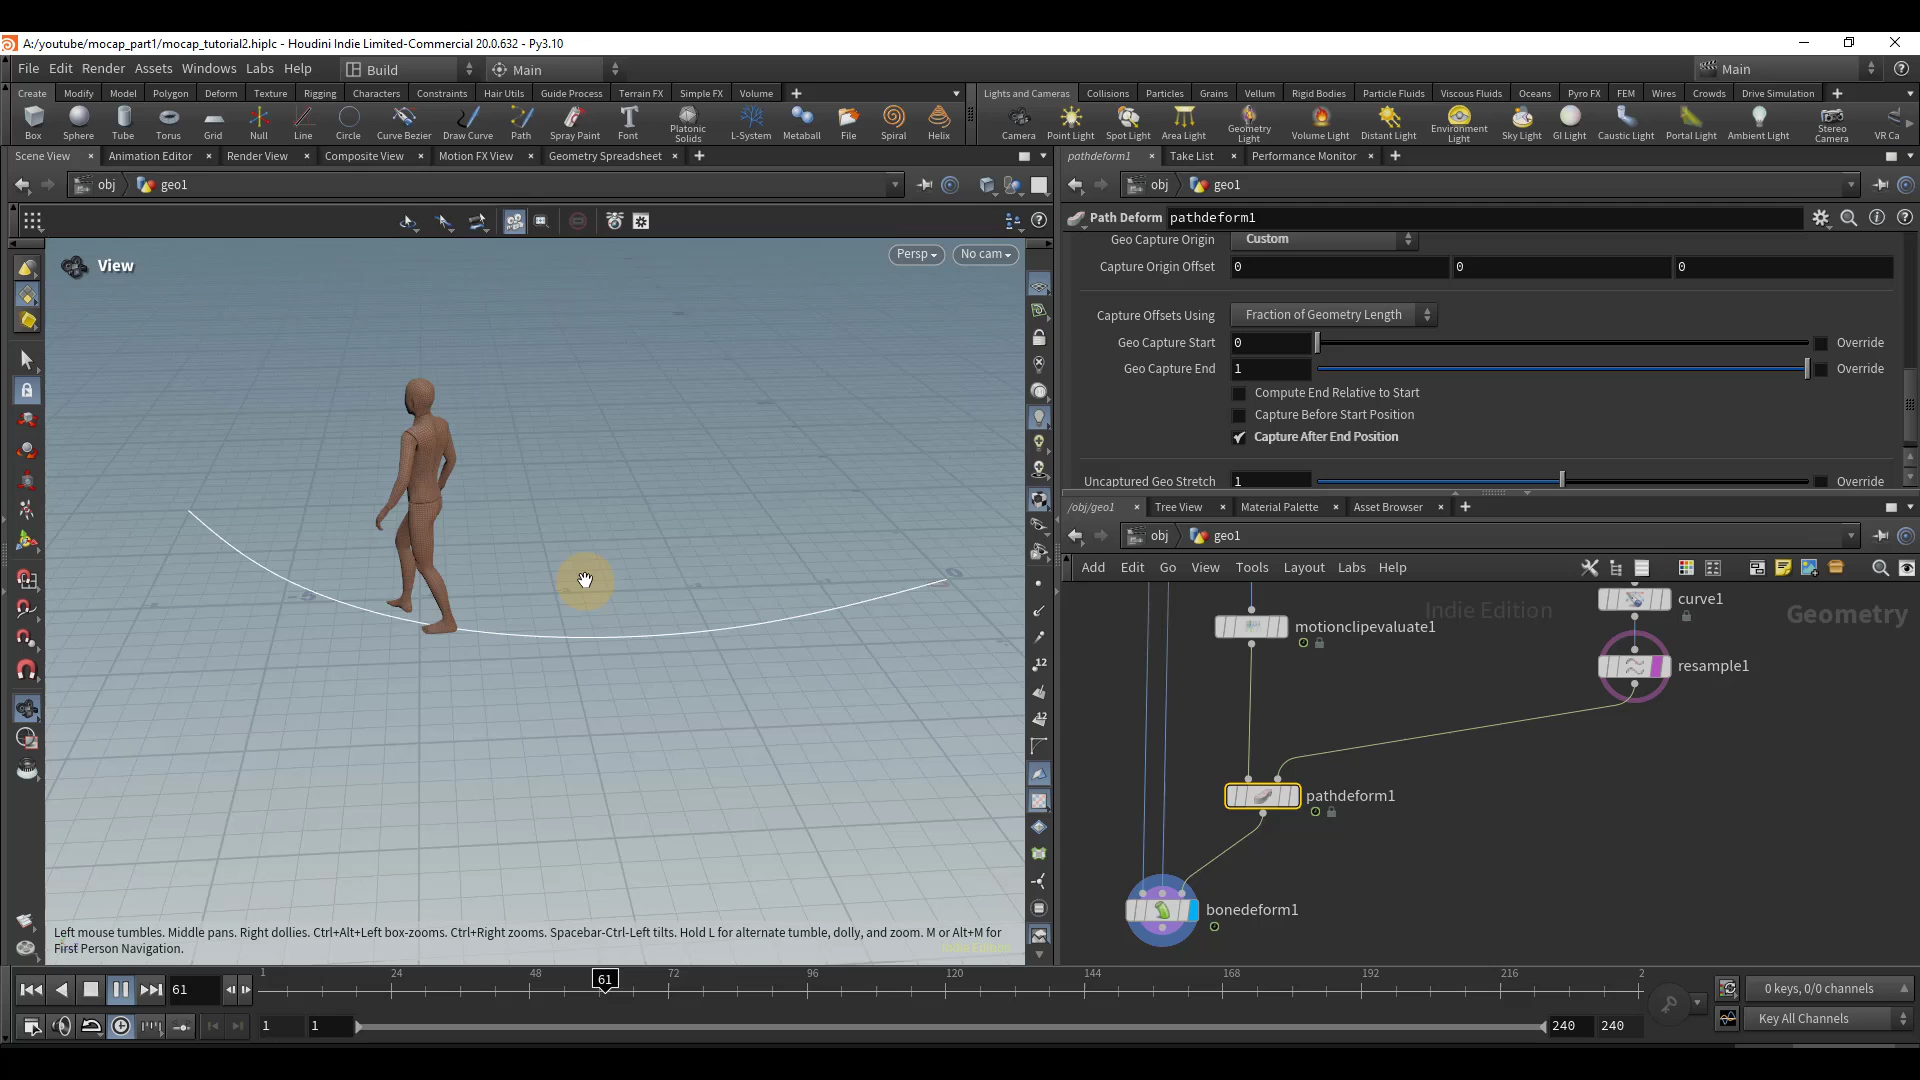 A:/youtube/mocap_part1/mocap_tutorial2.hiplc - Houdini Indie Limited-Commercial 20.0.632 - Py3.10
File Edit Render Assets Windows Labs Help Build Main Main
Create Modify Model Polygon Deform Texture Rigging Characters Constraints Hair Utils Guide Process Terrain FX Simple FX Volume
Lights and Cameras Collisions Particles Grains Vellum Rigid Bodies Particle Fluids Viscous Fluids Oceans Pyro FX FEM Wires Crowds Drive Simulation
Box Sphere Tube Torus Grid Null Line Circle Curve Bezier Draw Curve Path Spray Paint Font Platonic Solids L-System Metaball File Spiral Helix
Camera Point Light Spot Light Area Light Geometry Light Volume Light Distant Light Environment Light Sky Light GI Light Caustic Light Portal Light Ambient Light Stereo Camera VR Ca
Scene View Animation Editor Render View Composite View Motion FX View Geometry Spreadsheet
pathdeform1 Take List Performance Monitor
obj geo1
obj geo1
Path Deform pathdeform1
View
Persp No cam
Geo Capture Origin Custom
Capture Origin Offset 0 0 0
Capture Offsets Using Fraction of Geometry Length
Geo Capture Start 0 Override
Geo Capture End 1 Override
Compute End Relative to Start
Capture Before Start Position
Capture After End Position
Uncaptured Geo Stretch 1 Override
/obj/geo1 Tree View Material Palette Asset Browser
obj geo1
Add Edit Go View Tools Layout Labs Help
Indie Edition
Geometry
curve1
motionclipevaluate1
resample1
pathdeform1
bonedeform1
12
12
Left mouse tumbles. Middle pans. Right dollies. Ctrl+Alt+Left box-zooms. Ctrl+Right zooms. Spacebar-Ctrl-Left tilts. Hold L for alternate tumble, dolly, and zoom. M or Alt+M for
First Person Navigation.
Indie Edition
61
1 24 48 61 72 96 120 144 168 192 216 2
0 keys, 0/0 channels
1 1 240 240
Key All Channels